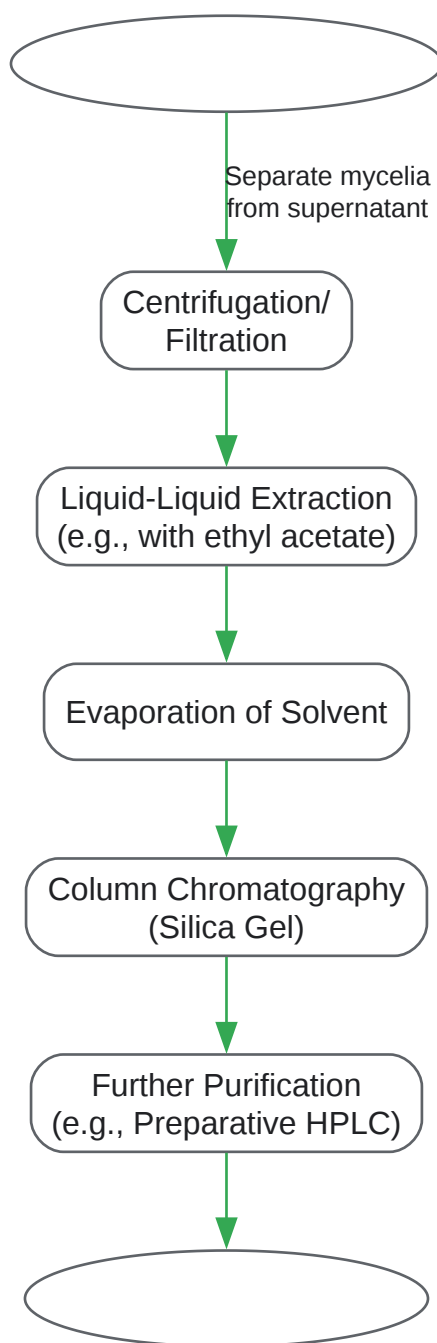 Separate mycelia
from supernatant
Centrifugation/
Filtration
Liquid-Liquid Extraction
(e.g., with ethyl acetate)
Evaporation of Solvent
Column Chromatography
(Silica Gel)
Further Purification
(e.g., Preparative HPLC)